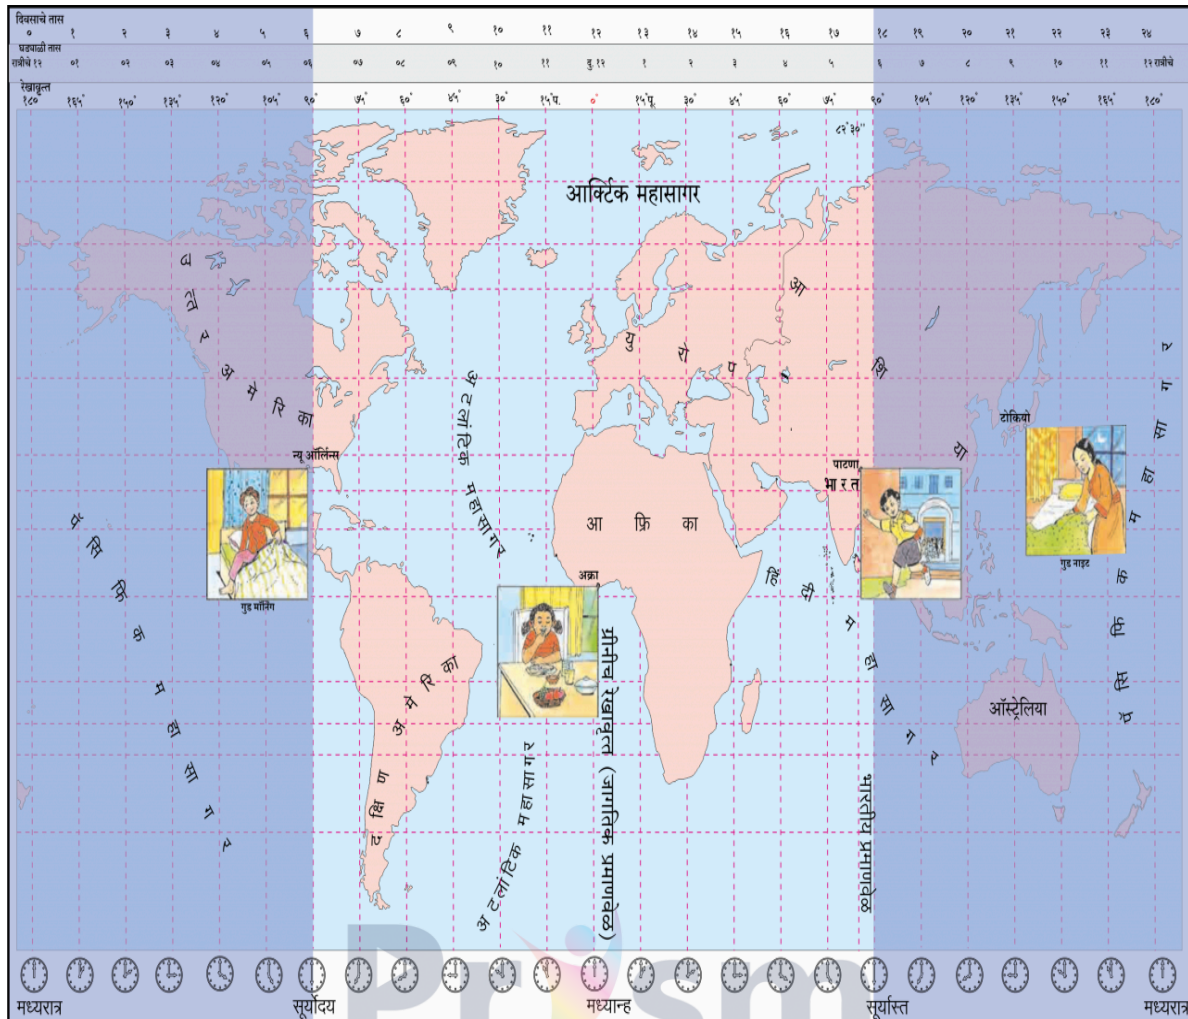 दिवसाचे तास
० १ २ ३ ४ ५ ६ ७ ८ ९ १० ११ १२ १३ १४ १५ १६ १७ १८ १९ २० २१ २२ २३ २४
घड्याळी तास
रात्रीचे १२ ०१ ०२ ०३ ०४ ०५ ०६ ०७ ०८ ०९ १० ११ दु.१२ १ २ ३ ४ ५ ६ ७ ८ ९ १० ११ १२ रात्रीचे
रेखावृत्त
१८०° १६५° १५०° १३५° १२०° १०५° ९०° ७५° ६०° ४५° ३०° १५°प. ०° १५°पू. ३०° ४५° ६०° ७५° ९०° १०५° १२०° १३५° १५०° १६५° १८०°
८२°३०"
आर्क्टिक महासागर
उत्तर अमेरिका
युरोप
आशिया
अटलांटिक महासागर
टोकियो
न्यू ऑर्लिन्स
पाटणा
भारत
आफ्रिका
पॅसिफिक महासागर
हिंदी महासागर
पॅसिफिक महासागर
गुड नाइट
अक्रा
गुड मॉर्निंग
ग्रीनीच रेखावृत्त (जागतिक प्रमाणवेळ)
दक्षिण अमेरिका
ऑस्ट्रेलिया
अटलांटिक महासागर
भारतीय प्रमाणवेळ
Prism
मध्यरात्र सूर्योदय मध्यान्ह सूर्यास्त मध्यरात्र